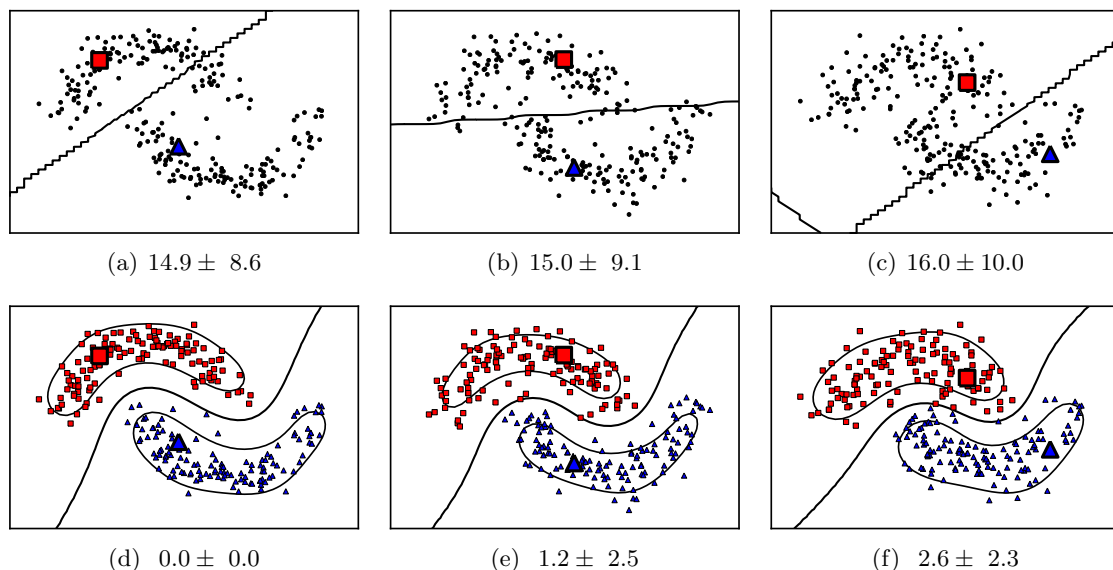 (a) 14.9 ± 8.6
(b) 15.0 ± 9.1
(c) 16.0 ± 10.0
(d) 0.0 ± 0.0
(e) 1.2 ± 2.5
(f) 2.6 ± 2.3